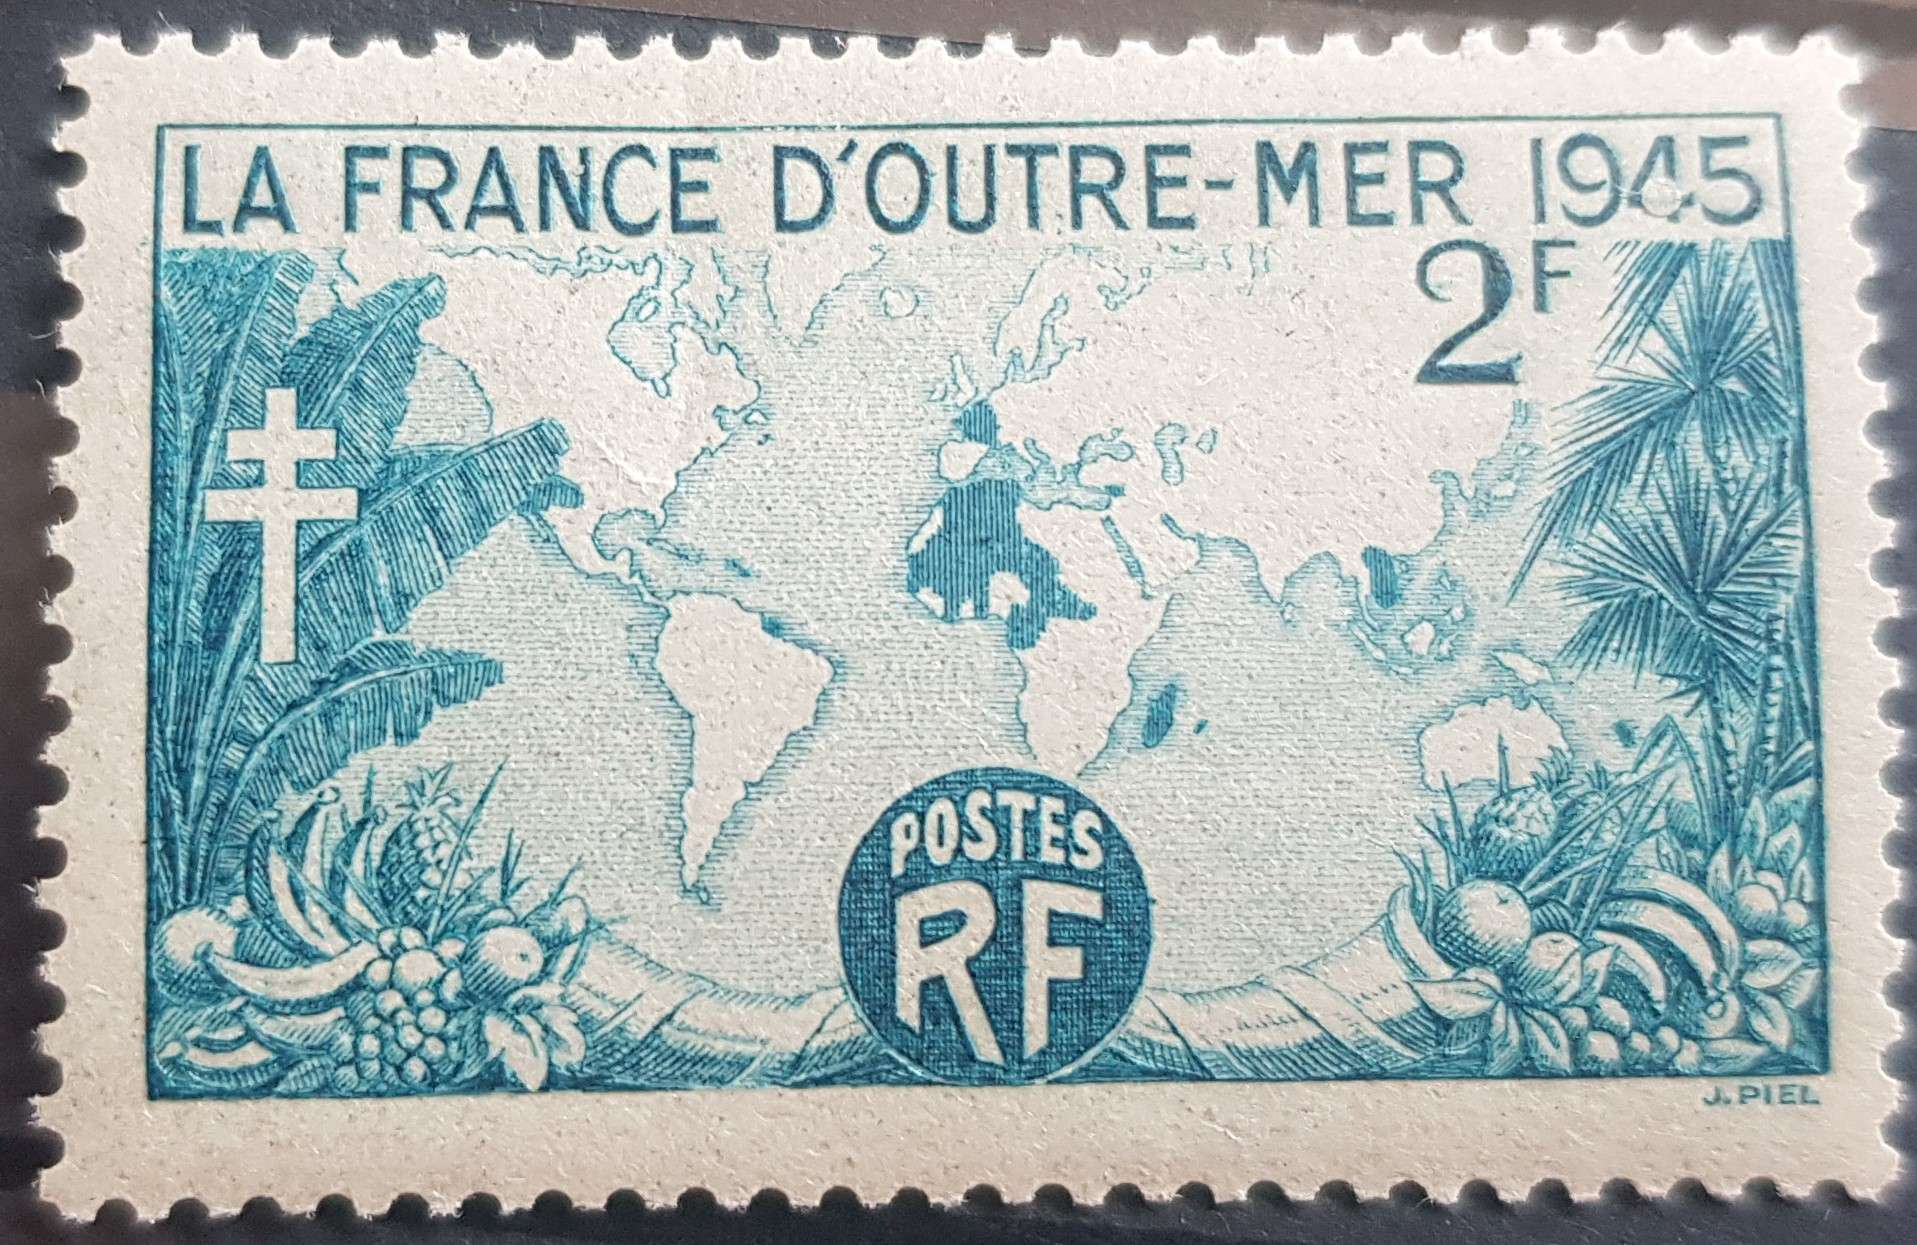 LA FRANCE D'OUTRE-MER 1945
2F
POSTES
RF
J. PIEL